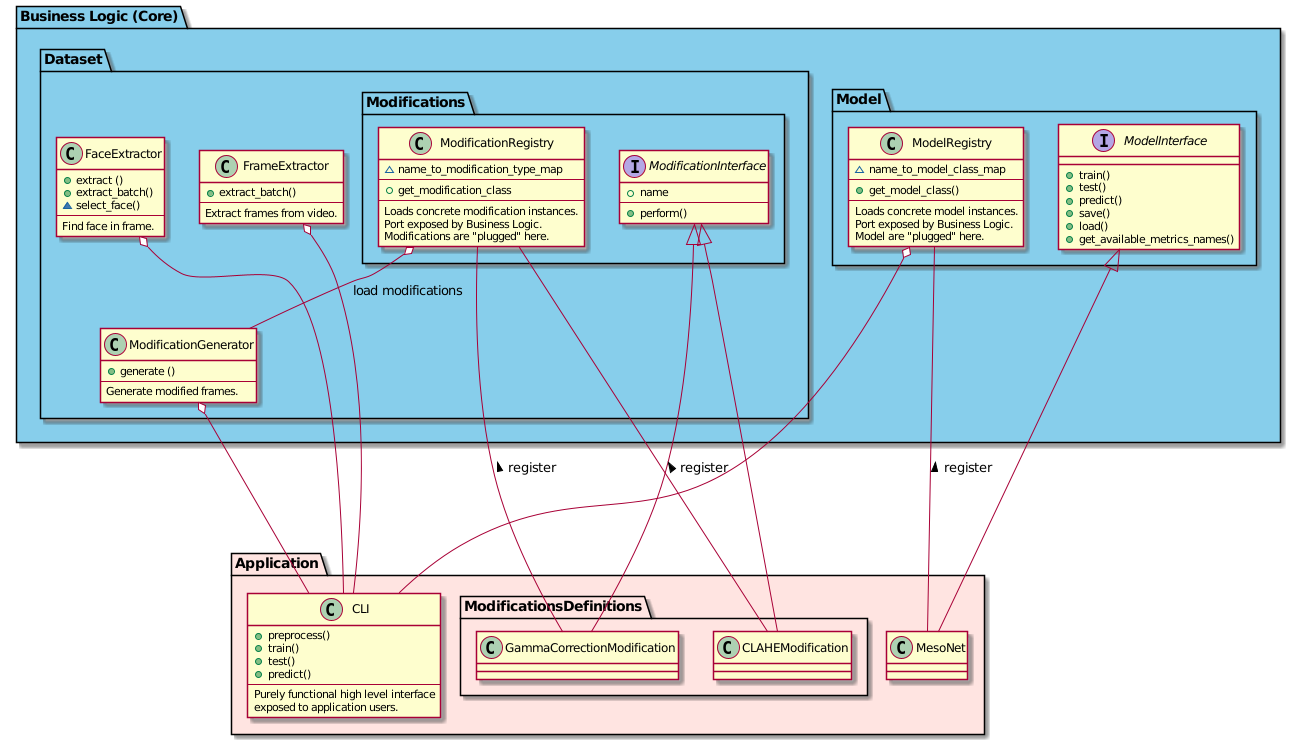 Business Logic (Core)
Dataset
Modifications
Model
C FaceExtractor
extract ()
extract_batch()
select_face()
Find face in frame.
C FrameExtractor
extract_batch()
Extract frames from video.
C ModificationRegistry
name_to_modification_type_map
get_modification_class
Loads concrete modification instances.
Port exposed by Business Logic.
Modifications are "plugged" here.
I ModificationInterface
name
perform()
C ModelRegistry
name_to_model_class_map
get_model_class()
Loads concrete model instances.
Port exposed by Business Logic.
Model are "plugged" here.
I ModelInterface
train()
test()
predict()
save()
load()
get_available_metrics_names()
load modifications
C ModificationGenerator
generate ()
Generate modified frames.
register
register
register
Application
C CLI
preprocess()
train()
test()
predict()
Purely functional high level interface
exposed to application users.
ModificationsDefinitions
C GammaCorrectionModification
C CLAHEModification
C MesoNet